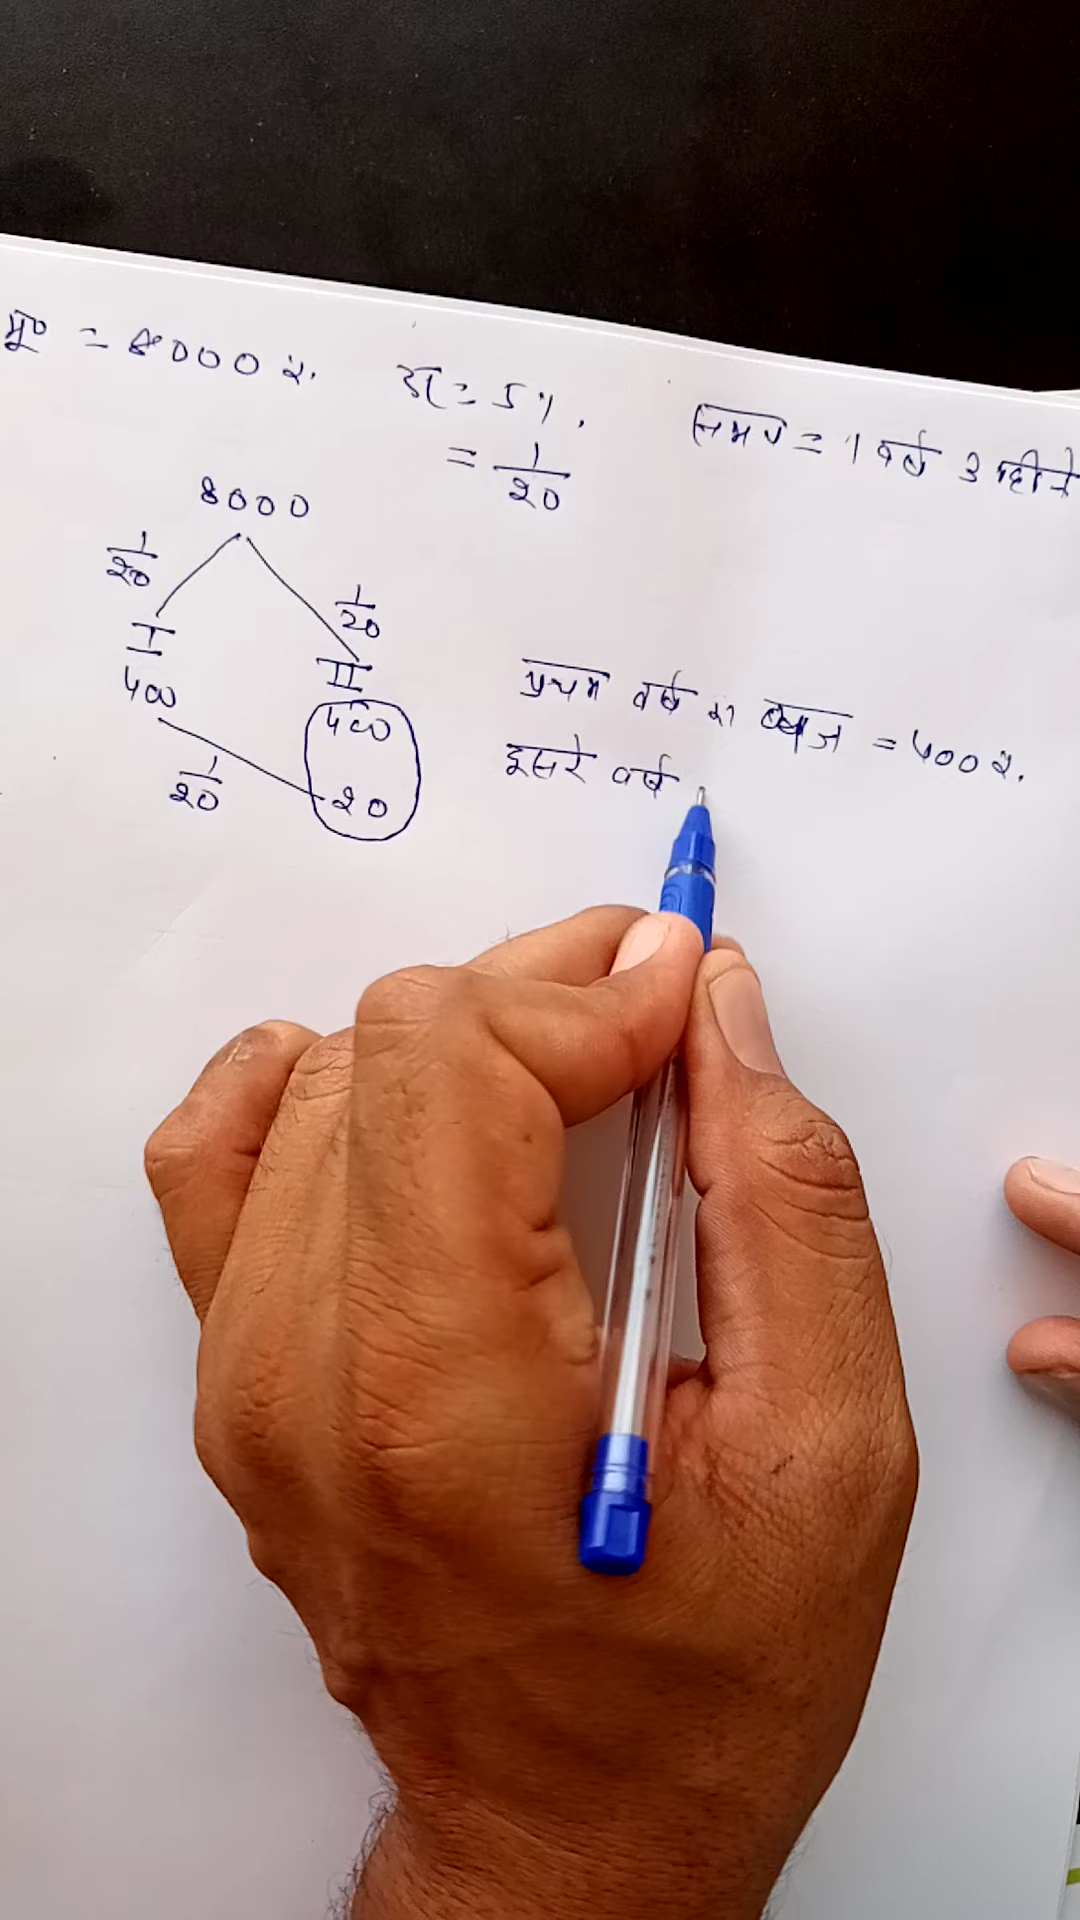 मू० = 8000 रु. दर = 5%. समय = 1 वर्ष 3 महीने
= 1/20
8000
1/20
1/20
I
II
400
400
1/20
20
प्रथम वर्ष का ब्याज = 400 रु.
दूसरे वर्ष